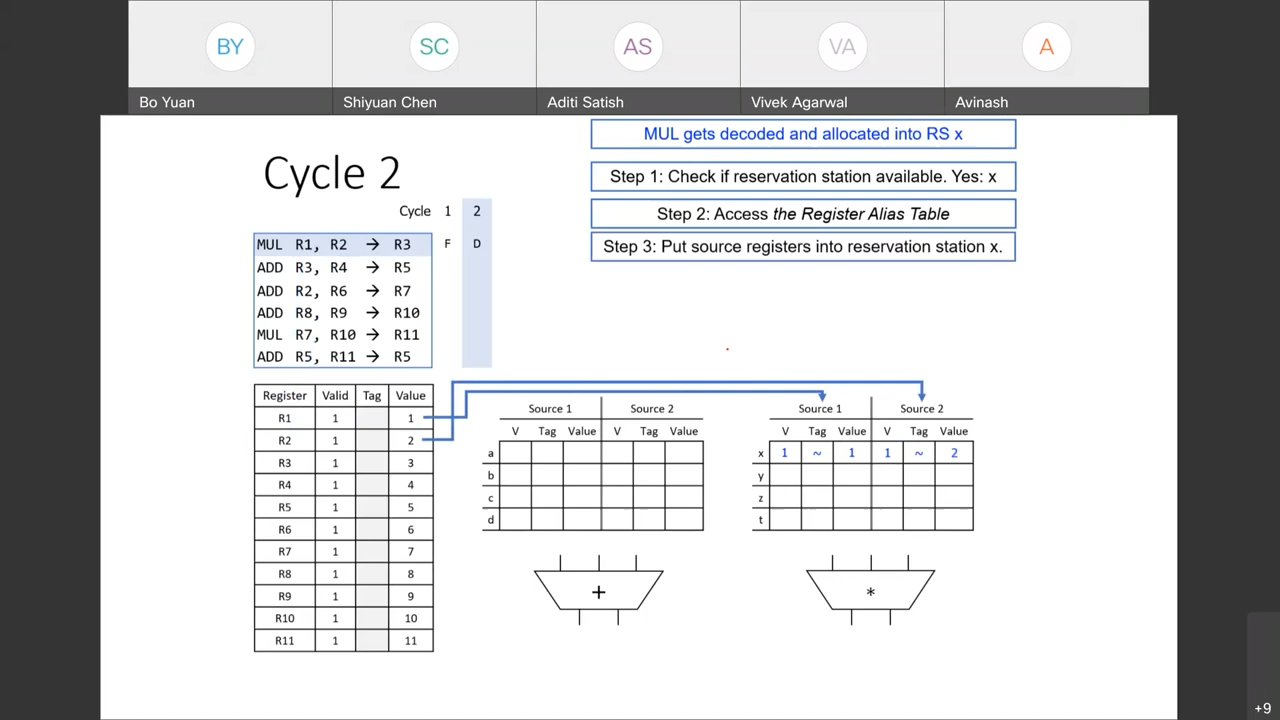 BY SC AS VA A
Bo Yuan Shiyuan Chen Aditi Satish Vivek Agarwal Avinash
MUL gets decoded and allocated into RS x
Cycle 2
Step 1: Check if reservation station available. Yes: x
Step 2: Access the Register Alias Table
Step 3: Put source registers into reservation station x.
Cycle 1 2
MUL R1, R2 → R3 F D
ADD R3, R4 → R5
ADD R2, R6 → R7
ADD R8, R9 → R10
MUL R7, R10 → R11
ADD R5, R11 → R5
Register Valid Tag Value
R1 1 1
R2 1 2
R3 1 3
R4 1 4
R5 1 5
R6 1 6
R7 1 7
R8 1 8
R9 1 9
R10 1 10
R11 1 11
Source 1 Source 2
V Tag Value V Tag Value
a
b
c
d
+
Source 1 Source 2
V Tag Value V Tag Value
x 1 ~ 1 1 ~ 2
y
z
t
*
+9